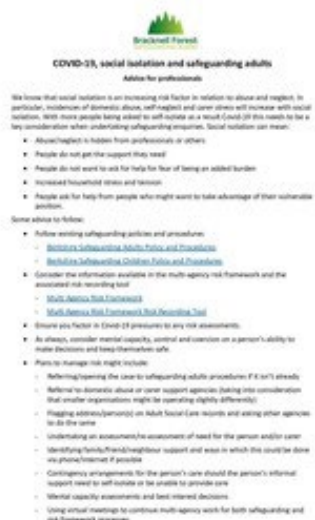 Bracknell Forest
COVID-19, social isolation and safeguarding adults
Advice for professionals
We know that social isolation is an increasing risk factor in relation to abuse and neglect. In
particular, incidences of domestic abuse, self-neglect and carer stress will increase with social
isolation. With more people being asked to self-isolate as a result Covid-19 this needs to be a
key consideration when undertaking safeguarding enquiries. Social isolation can mean:
• Abuse/neglect is hidden from professionals or others
• People do not get the support they need
• People do not want to ask for help for fear of being an added burden
• Increased household stress and tension
• People ask for help from people who might want to take advantage of their vulnerable
position.
Some advice to follow:
• Follow existing safeguarding policies and procedures:
- Berkshire Safeguarding Adults Policy and Procedures
- Berkshire Safeguarding Children Policy and Procedures
• Consider the information available in the multi-agency risk framework and the
associated risk recording tool
- Multi Agency Risk Framework
- Multi Agency Risk Framework Risk Recording Tool
• Ensure you factor in Covid-19 pressures to any risk assessments.
• As always, consider mental capacity, control and coercion on a person's ability to
make decisions and keep themselves safe.
• Plans to manage risk might include:
- Referring/opening the case to safeguarding adults procedures if it isn't already
- Referral to domestic abuse or carer support agencies (taking into consideration
that smaller organisations might be operating slightly differently)
- Flagging address/person(s) on Adult Social Care records and asking other agencies
to do the same
- Undertaking an assessment/re-assessment of need for the person and/or carer
- Identifying family/friend/neighbour support and ways in which this could be done
via phone/internet if possible
- Contingency arrangements for the person's care should the person's informal
support need to self-isolate or be unable to provide care
- Mental capacity assessments and best interest decisions
- Using virtual meetings to continue multi-agency work for both safeguarding and
risk framework